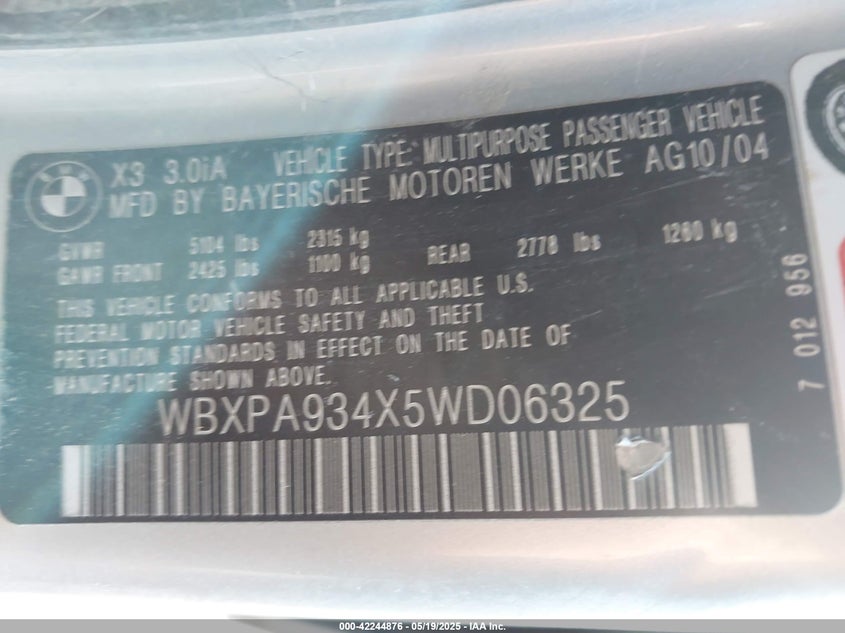 X3 3.0iA VEHICLE TYPE: MULTIPURPOSE PASSENGER VEHICLE
MFD BY BAYERISCHE MOTOREN WERKE AG 10/04
GVWR 5104 lbs 2315 kg
GAWR FRONT 2425 lbs 1100 kg REAR 2778 lbs 1260 kg
THIS VEHICLE CONFORMS TO ALL APPLICABLE U.S.
FEDERAL MOTOR VEHICLE SAFETY AND THEFT
PREVENTION STANDARDS IN EFFECT ON THE DATE OF
MANUFACTURE SHOWN ABOVE.
WBXPA934X5WD06325
7 012 956
000-42244876 - 05/19/2025 - IAA Inc.